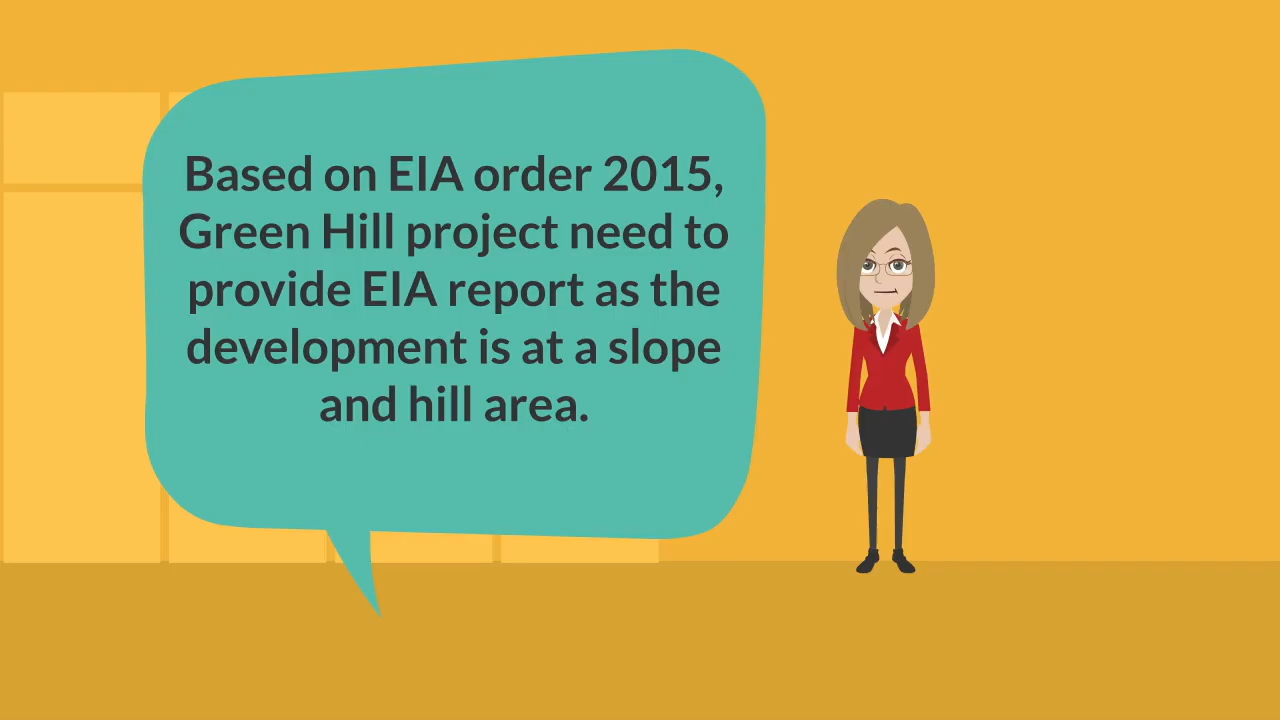 Based on EIA order 2015,
Green Hill project need to
provide EIA report as the
development is at a slope
and hill area.